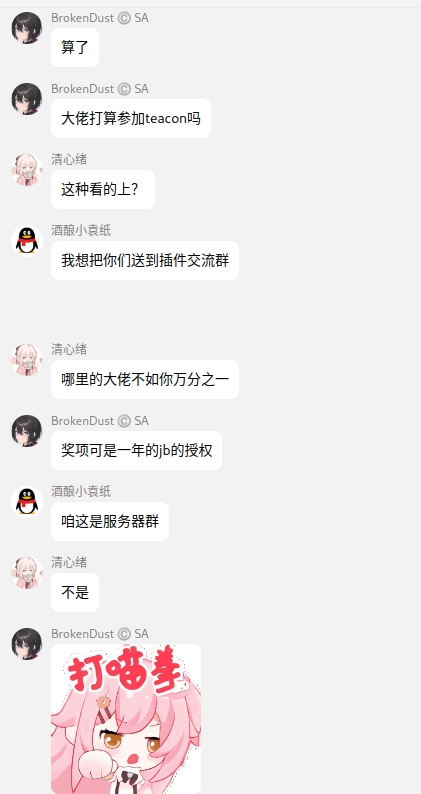 BrokenDust © SA
算了
BrokenDust © SA
大佬打算参加teacon吗
清心绪
这种看的上？
酒酿小袁纸
我想把你们送到插件交流群
清心绪
哪里的大佬不如你万分之一
BrokenDust © SA
奖项可是一年的jb的授权
酒酿小袁纸
咱这是服务器群
清心绪
不是
BrokenDust © SA
打喵拳